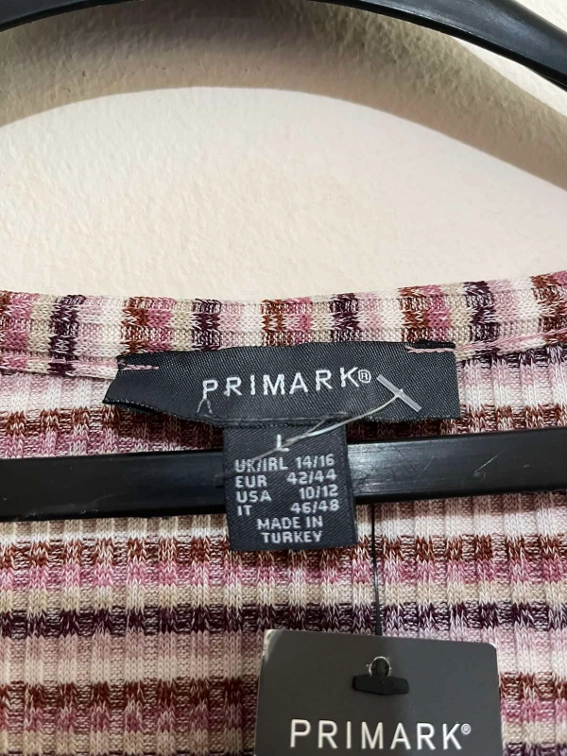 PRIMARK®
L
UK/IRL 14/16
EUR 42/44
USA 10/12
IT 46/48
MADE IN
TURKEY
PRIMARK®